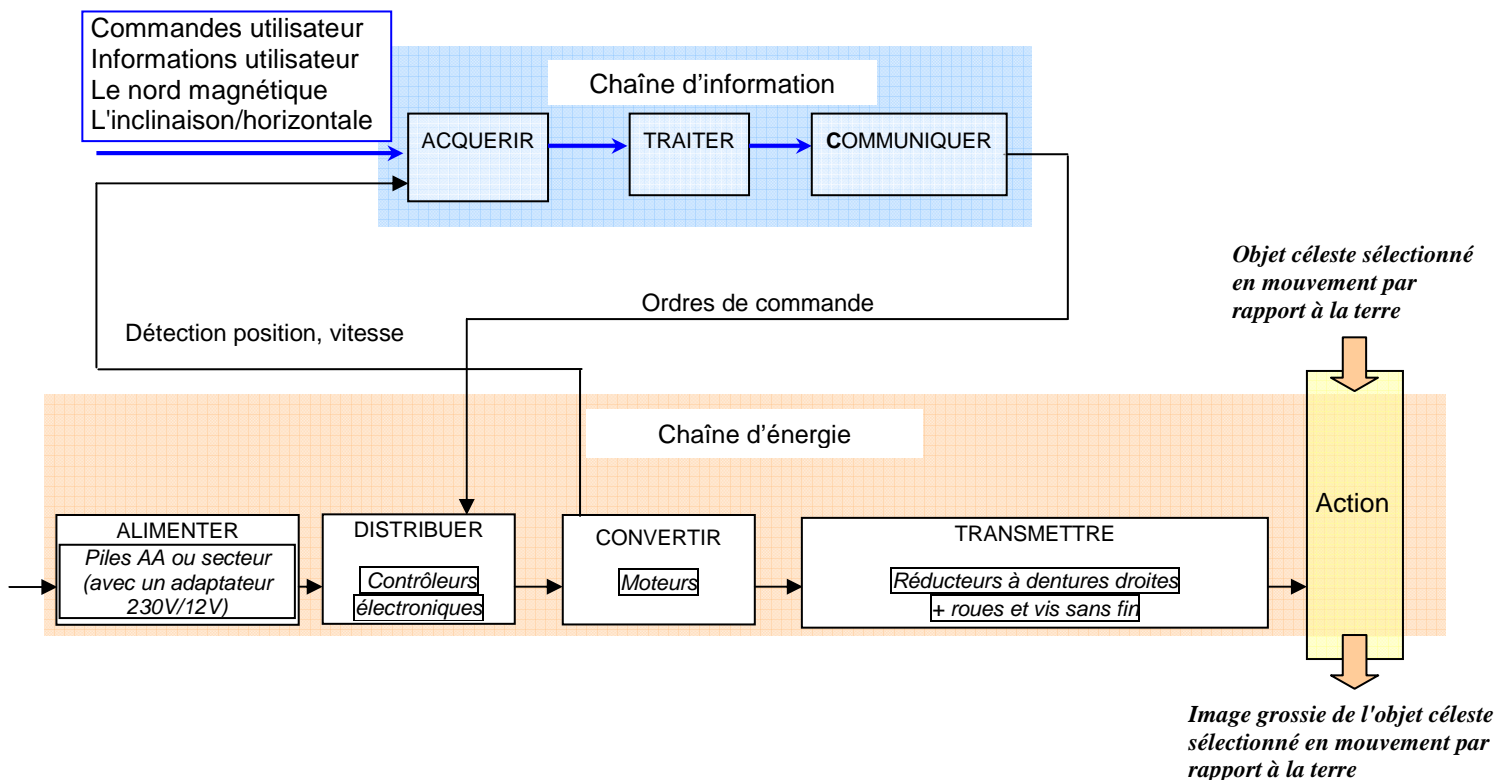 Commandes utilisateur
Informations utilisateur
Le nord magnétique
L'inclinaison/horizontale
Chaîne d'information
ACQUERIR
TRAITER
COMMUNIQUER
Objet céleste sélectionné
en mouvement par
rapport à la terre
Ordres de commande
Détection position, vitesse
Chaîne d'énergie
Action
ALIMENTER
Piles AA ou secteur
(avec un adaptateur
230V/12V)
DISTRIBUER
Contrôleurs
électroniques
CONVERTIR
Moteurs
TRANSMETTRE
Réducteurs à dentures droites
+ roues et vis sans fin
Image grossie de l'objet céleste
sélectionné en mouvement par
rapport à la terre